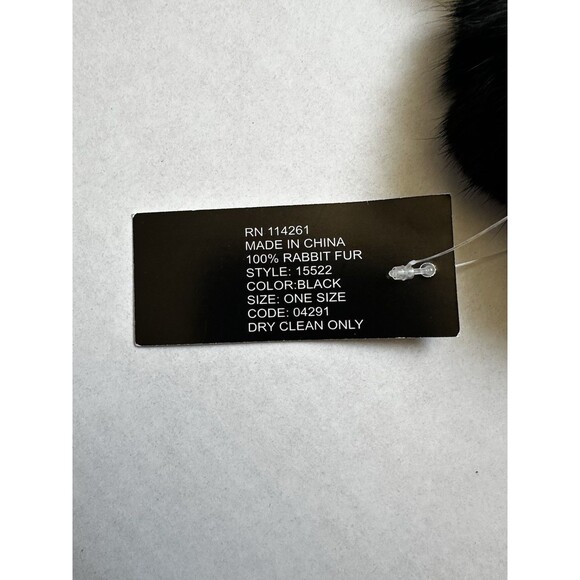 RN 114261
MADE IN CHINA
100% RABBIT FUR
STYLE: 15522
COLOR:BLACK
SIZE: ONE SIZE
CODE: 04291
DRY CLEAN ONLY